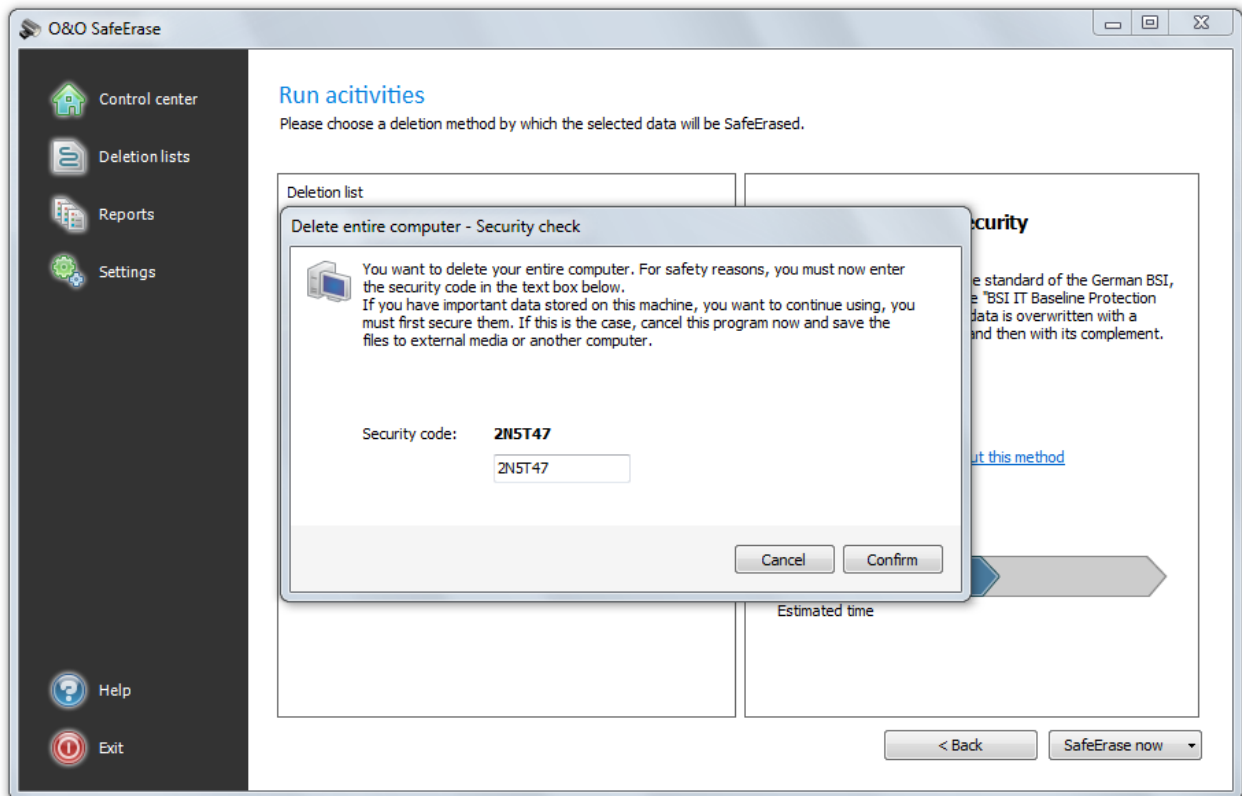 O&O SafeErase
Control center
Deletion lists
Reports
Settings
Help
Exit
Run acitivities
Please choose a deletion method by which the selected data will be SafeErased.
Deletion list
Delete entire computer - Security check
You want to delete your entire computer. For safety reasons, you must now enter
the security code in the text box below.
If you have important data stored on this machine, you want to continue using, you
must first secure them. If this is the case, cancel this program now and save the
files to external media or another computer.
Security code: 2N5T47
2N5T47
Cancel Confirm
standard of the German BSI,
"BSI IT Baseline Protection
data is overwritten with a
and then with its complement.
this method
Estimated time
< Back SafeErase now